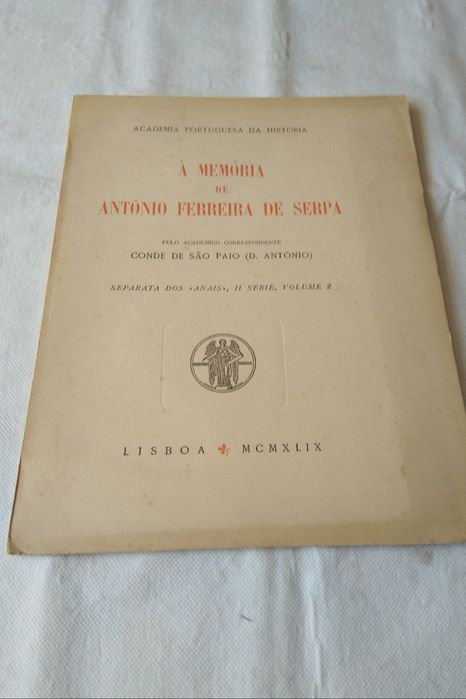 ACADEMIA PORTUGUESA DA HISTÓRIA
À MEMÓRIA
DE
ANTÓNIO FERREIRA DE SERPA
PELO ACADÉMICO CORRESPONDENTE
CONDE DE SÃO PAIO (D. ANTÓNIO)
SEPARATA DOS «ANAIS», II SÉRIE, VOLUME 2
LISBOA MCMXLIX